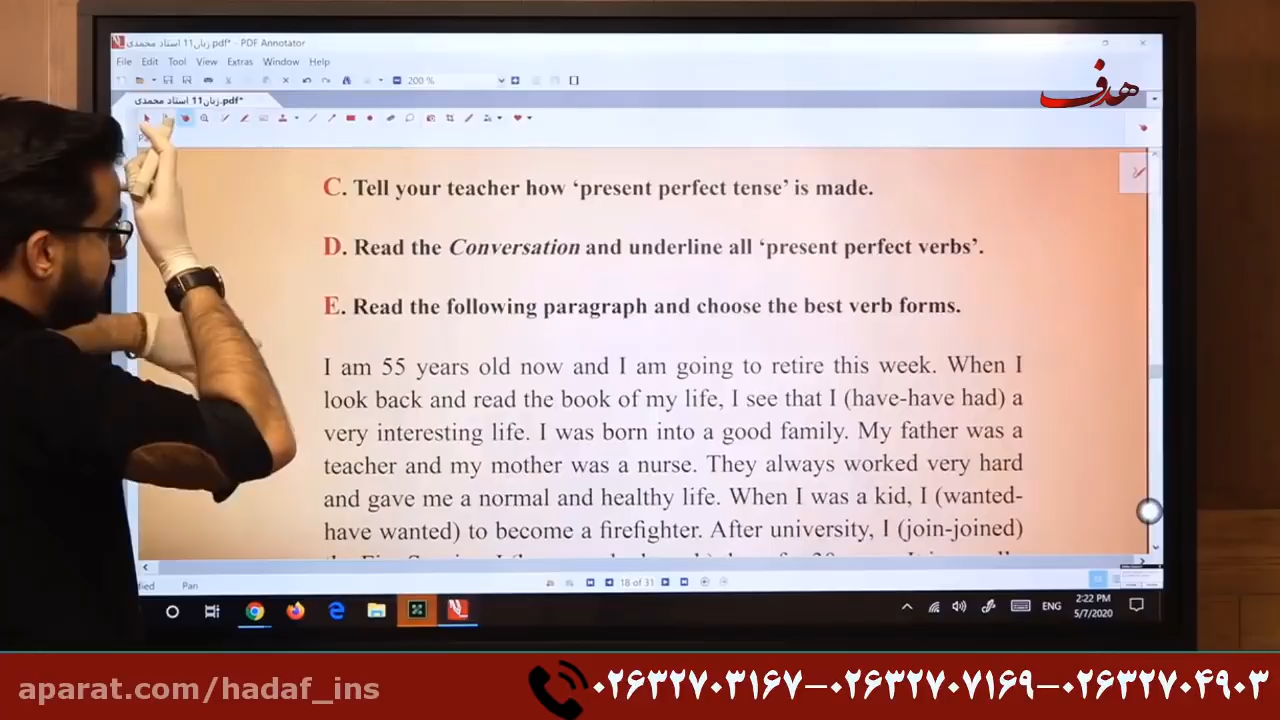 زبان11 استاد محمدی.pdf* - PDF Annotator
File Edit Tool View Extras Window Help
200 %
هدف
زبان11 استاد محمدی.pdf*
C. Tell your teacher how ‘present perfect tense’ is made.
D. Read the Conversation and underline all ‘present perfect verbs’.
E. Read the following paragraph and choose the best verb forms.
I am 55 years old now and I am going to retire this week. When I
look back and read the book of my life, I see that I (have-have had) a
very interesting life. I was born into a good family. My father was a
teacher and my mother was a nurse. They always worked very hard
and gave me a normal and healthy life. When I was a kid, I (wanted-
have wanted) to become a firefighter. After university, I (join-joined)
Pan
18 of 31
ENG
2:22 PM
5/7/2020
aparat.com/hadaf_ins
۰۲۶۳۲۷۰۳۱۶۷-۰۲۶۳۲۷۰۷۱۶۹-۰۲۶۳۲۷۰۴۹۰۳